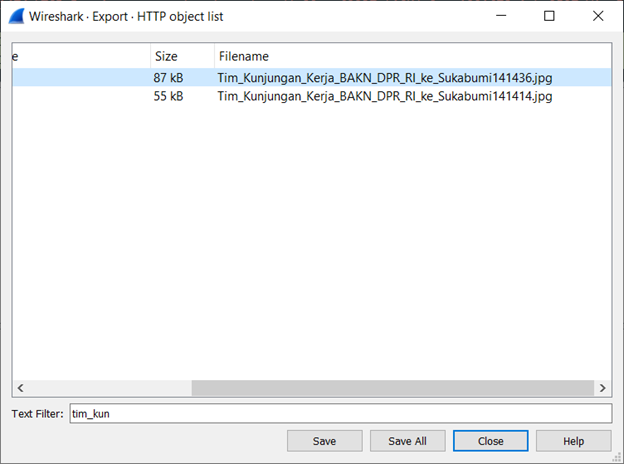 Wireshark · Export · HTTP object list
e Size Filename
87 kB Tim_Kunjungan_Kerja_BAKN_DPR_RI_ke_Sukabumi141436.jpg
55 kB Tim_Kunjungan_Kerja_BAKN_DPR_RI_ke_Sukabumi141414.jpg
Text Filter: tim_kun
Save Save All Close Help